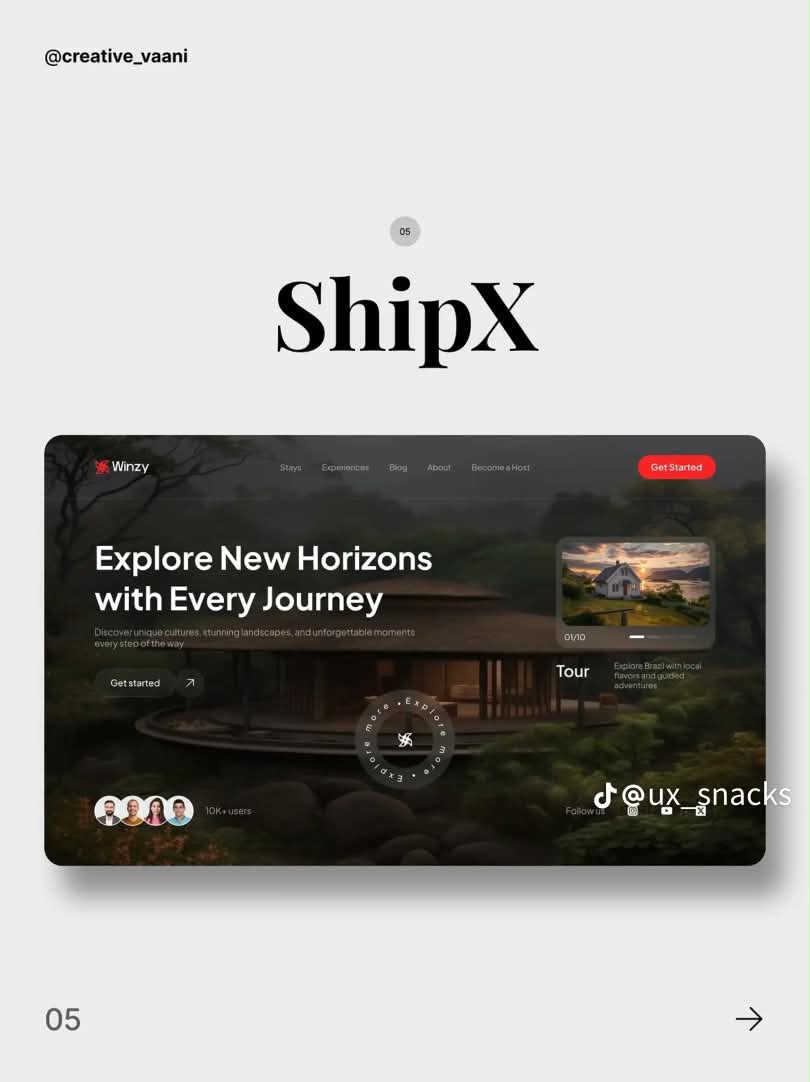 @creative_vaani
05
ShipX
Winzy
Stays Experiences Blog About Become a Host
Get Started
Explore New Horizons
with Every Journey
Discover unique cultures, stunning landscapes, and unforgettable moments
every step of the way
Get started
01/10
Tour
Explore Brazil with local
flavors and guided
adventures
Explore more • Explore more •
10K+ users
Follow us
@ux_snacks
05